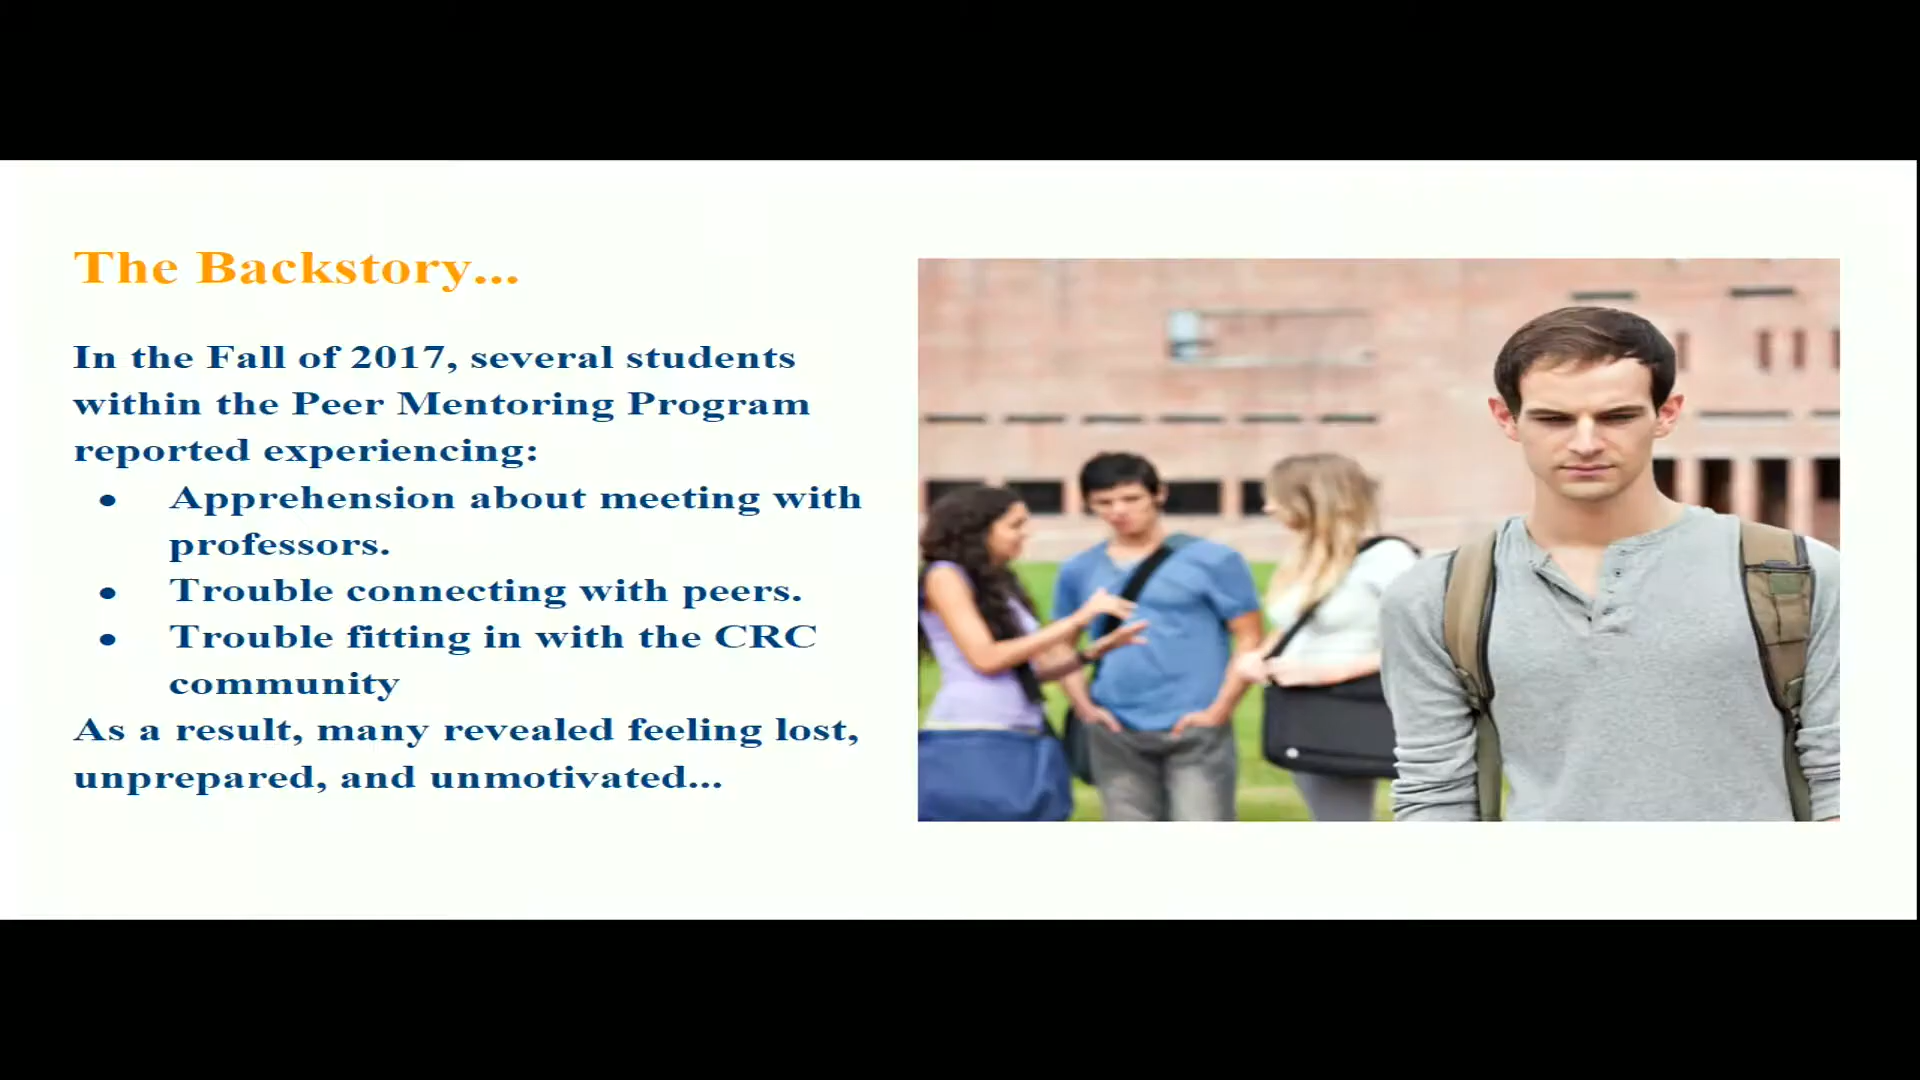 The Backstory...
In the Fall of 2017, several students
within the Peer Mentoring Program
reported experiencing:
● Apprehension about meeting with
professors.
● Trouble connecting with peers.
● Trouble fitting in with the CRC
community
As a result, many revealed feeling lost,
unprepared, and unmotivated...